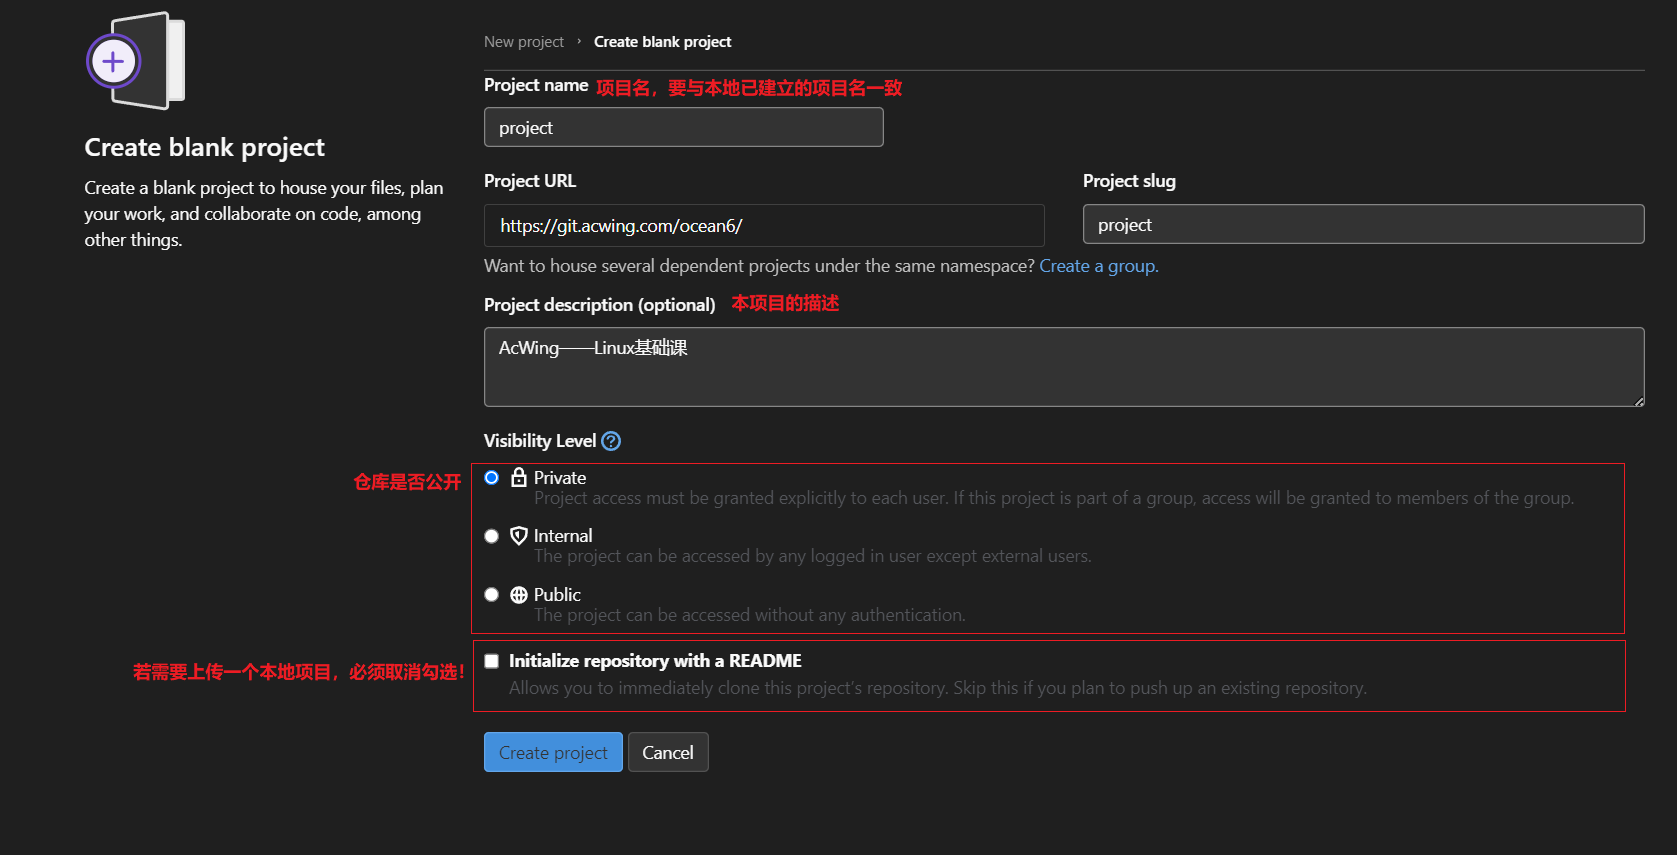 Create blank project
Create a blank project to house your files, plan
your work, and collaborate on code, among
other things.
New project › Create blank project
Project name 项目名，要与本地已建立的项目名一致
project
Project URL
https://git.acwing.com/ocean6/
Project slug
project
Want to house several dependent projects under the same namespace? Create a group.
Project description (optional) 本项目的描述
AcWing——Linux基础课
Visibility Level
仓库是否公开
Private
Project access must be granted explicitly to each user. If this project is part of a group, access will be granted to members of the group.
Internal
The project can be accessed by any logged in user except external users.
Public
The project can be accessed without any authentication.
若需要上传一个本地项目，必须取消勾选！
Initialize repository with a README
Allows you to immediately clone this project’s repository. Skip this if you plan to push up an existing repository.
Create project
Cancel